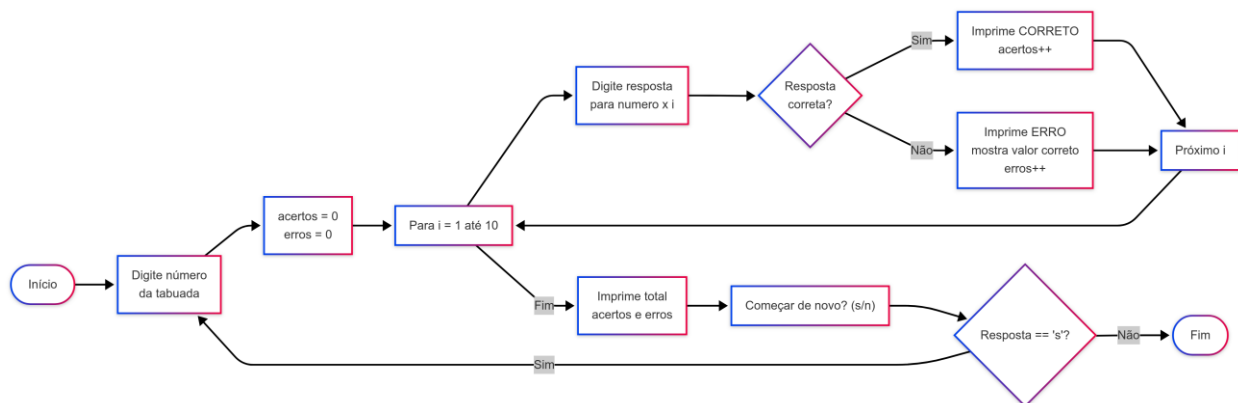 Início
Digite número
da tabuada
acertos = 0
erros = 0
Para i = 1 até 10
Digite resposta
para numero x i
Resposta
correta?
Sim
Imprime CORRETO
acertos++
Não
Imprime ERRO
mostra valor correto
erros++
Próximo i
Fim
Imprime total
acertos e erros
Começar de novo? (s/n)
Resposta == 's'?
Sim
Não
Fim